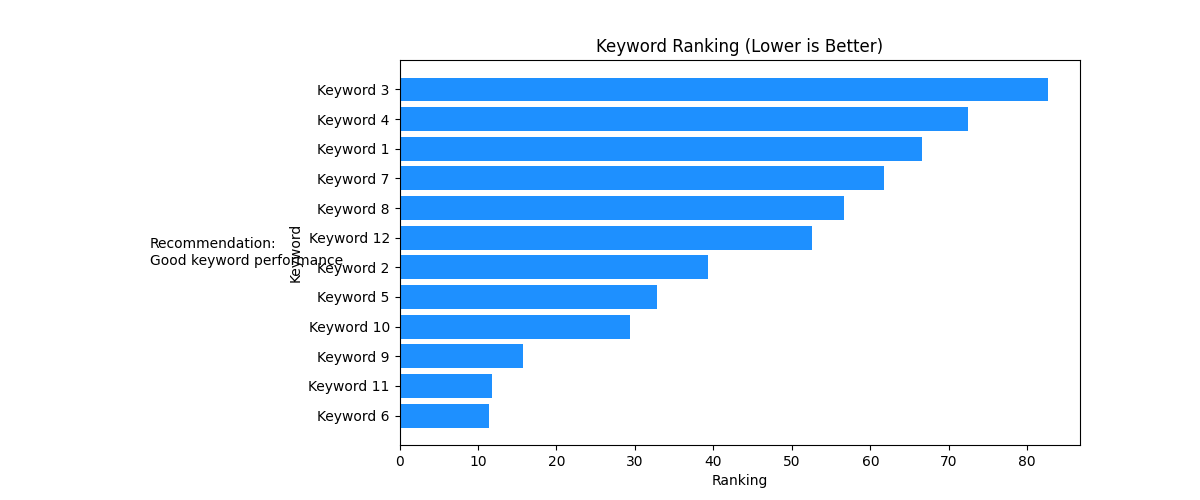 Keyword Ranking (Lower is Better)
Keyword 3
Keyword 4
Keyword 1
Keyword 7
Keyword 8
Keyword 12
Keyword 2
Keyword 5
Keyword 10
Keyword 9
Keyword 11
Keyword 6
Keyword
Recommendation:
Good keyword performance
0 10 20 30 40 50 60 70 80
Ranking